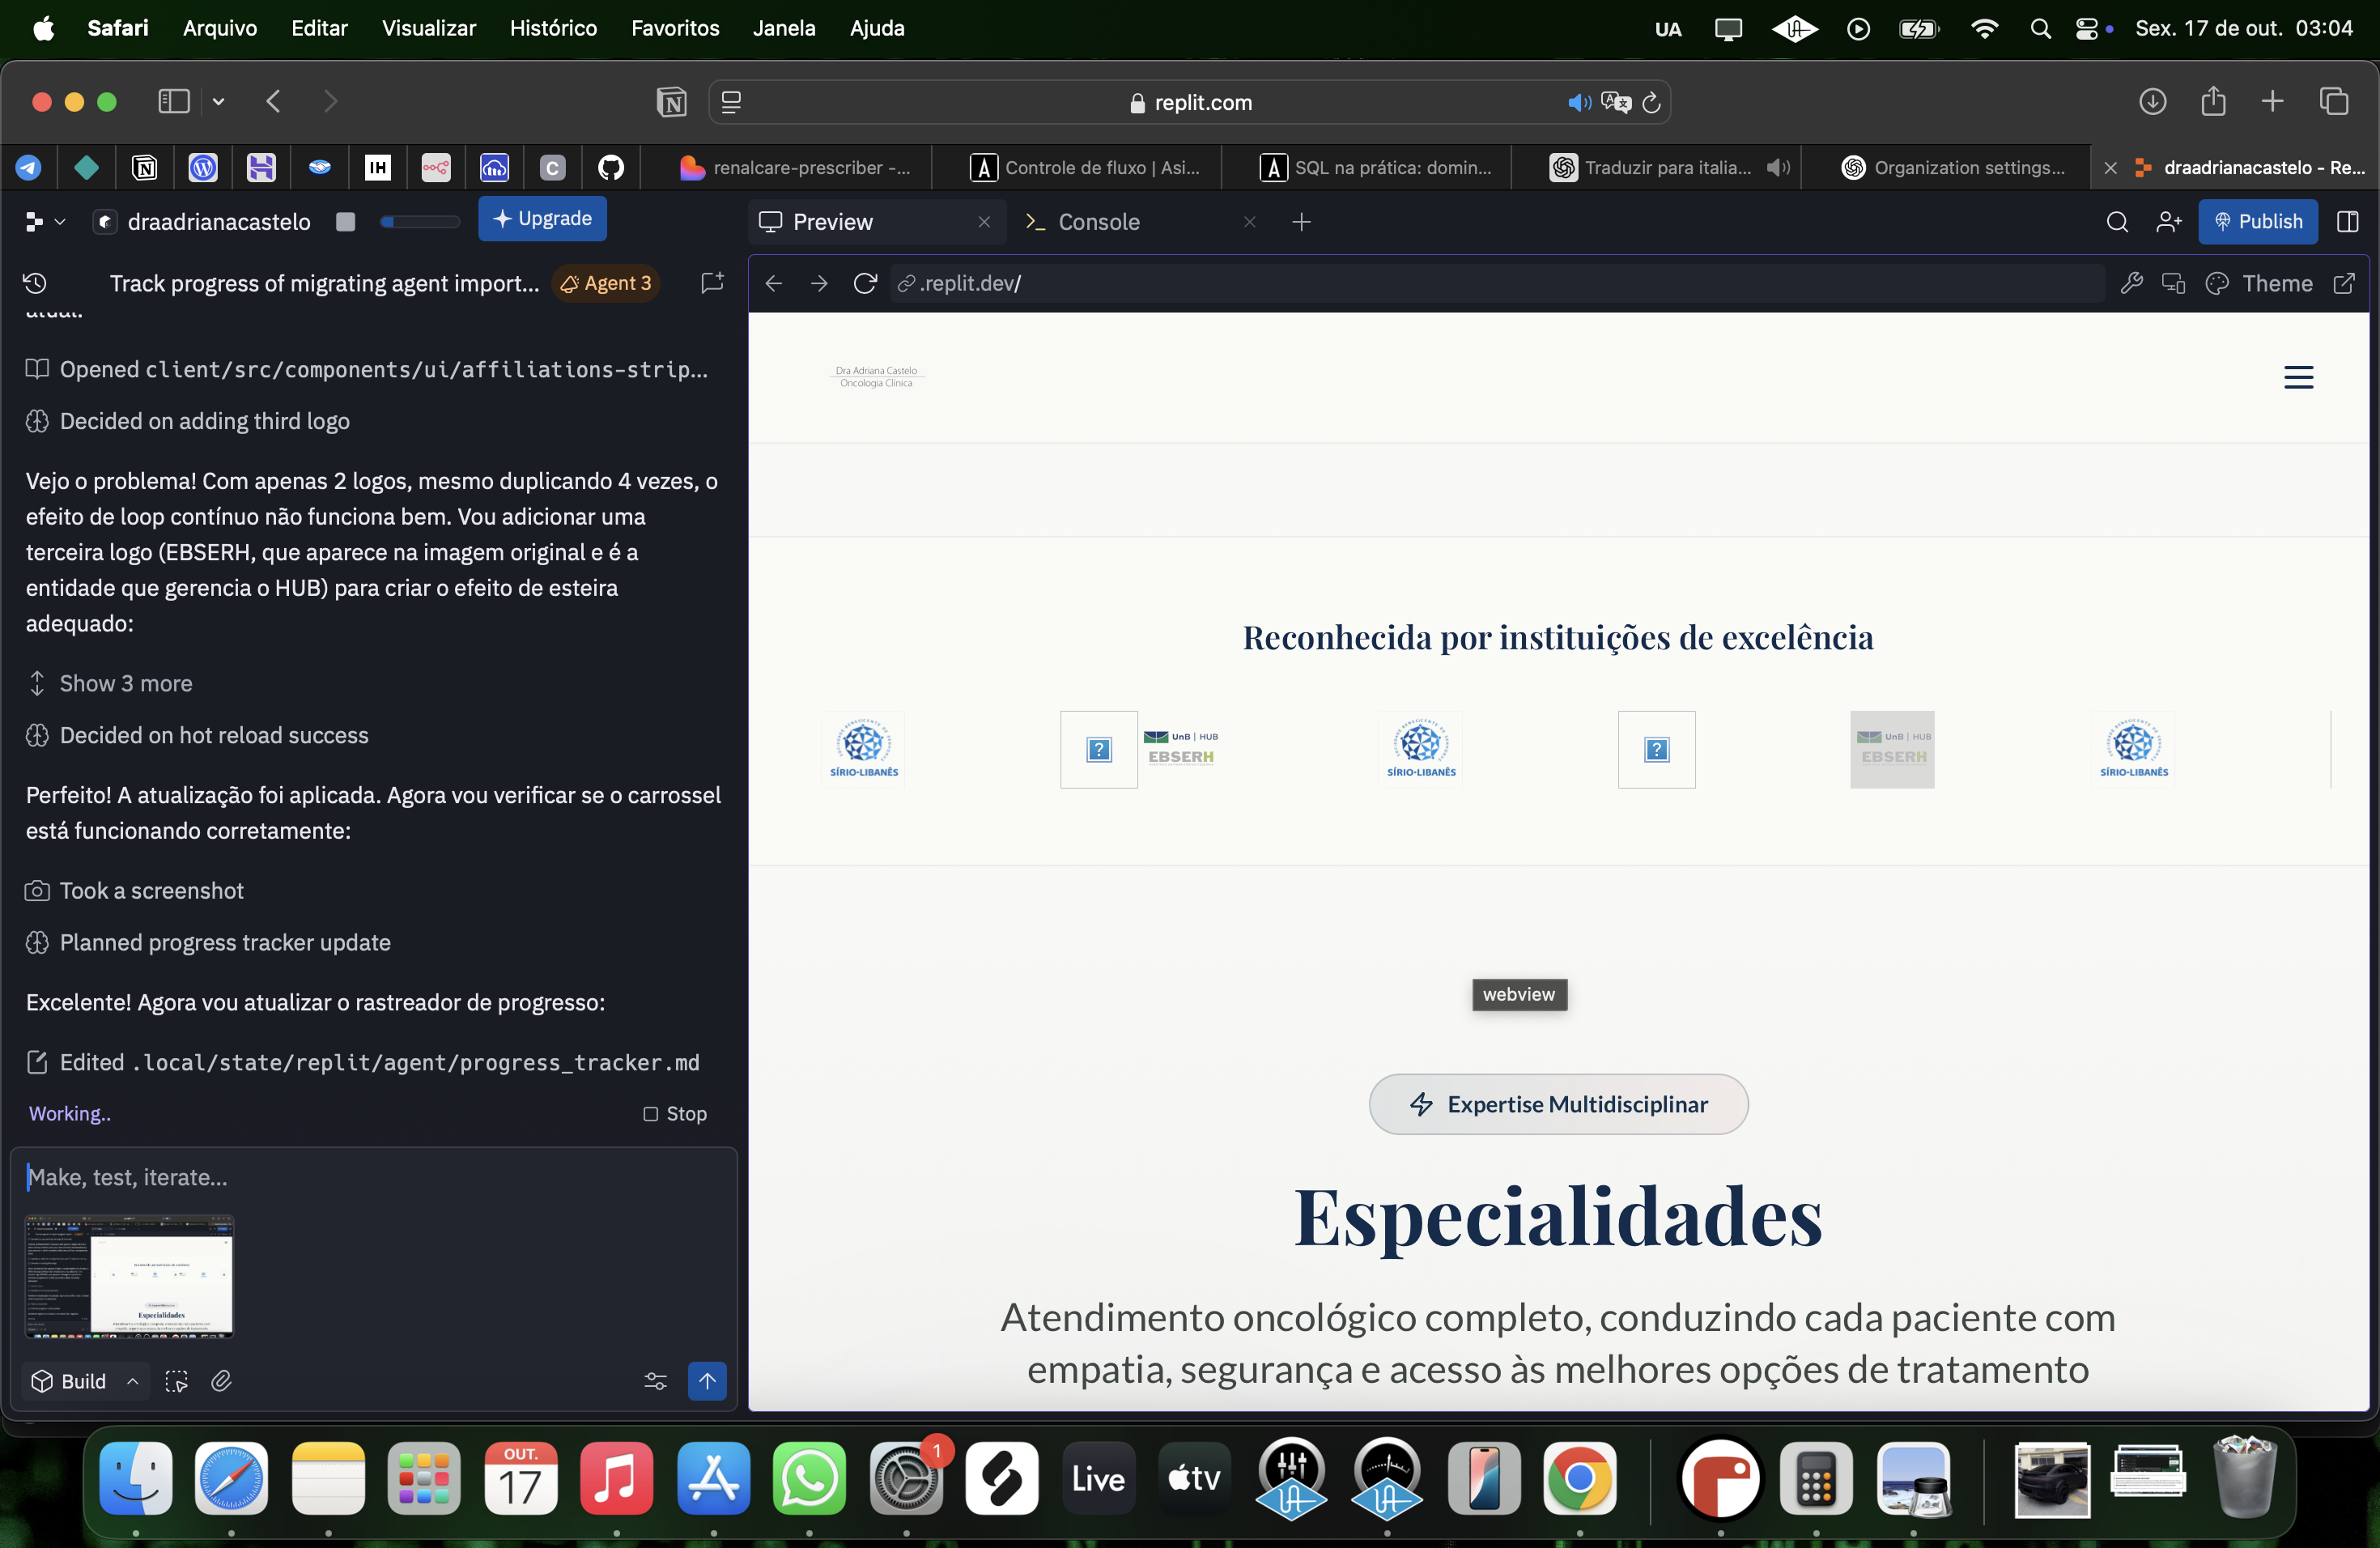 Safari Arquivo Editar Visualizar Histórico Favoritos Janela Ajuda UA Sex. 17 de out. 03:04
replit.com
IH C renalcare-prescriber -... Controle de fluxo | Asi... SQL na prática: domin... Traduzir para italia... Organization settings... draadrianacastelo - Re...
draadrianacastelo Upgrade Preview Console Publish
Track progress of migrating agent import... Agent 3
.replit.dev/ Theme
atual.
Opened client/src/components/ui/affiliations-strip...
Decided on adding third logo
Vejo o problema! Com apenas 2 logos, mesmo duplicando 4 vezes, o
efeito de loop contínuo não funciona bem. Vou adicionar uma
terceira logo (EBSERH, que aparece na imagem original e é a
entidade que gerencia o HUB) para criar o efeito de esteira
adequado:
Show 3 more
Decided on hot reload success
Perfeito! A atualização foi aplicada. Agora vou verificar se o carrossel
está funcionando corretamente:
Took a screenshot
Planned progress tracker update
Excelente! Agora vou atualizar o rastreador de progresso:
Edited .local/state/replit/agent/progress_tracker.md
Working..
Stop
Make, test, iterate...
Build
Dra Adriana Castelo
Oncologia Clínica
Reconhecida por instituições de excelência
SÍRIO-LIBANÊS
?
UnB | HUB
EBSERH
SÍRIO-LIBANÊS
?
UnB | HUB
EBSERH
SÍRIO-LIBANÊS
webview
Expertise Multidisciplinar
Especialidades
Atendimento oncológico completo, conduzindo cada paciente com
empatia, segurança e acesso às melhores opções de tratamento
OUT.
17
1
Live
tv